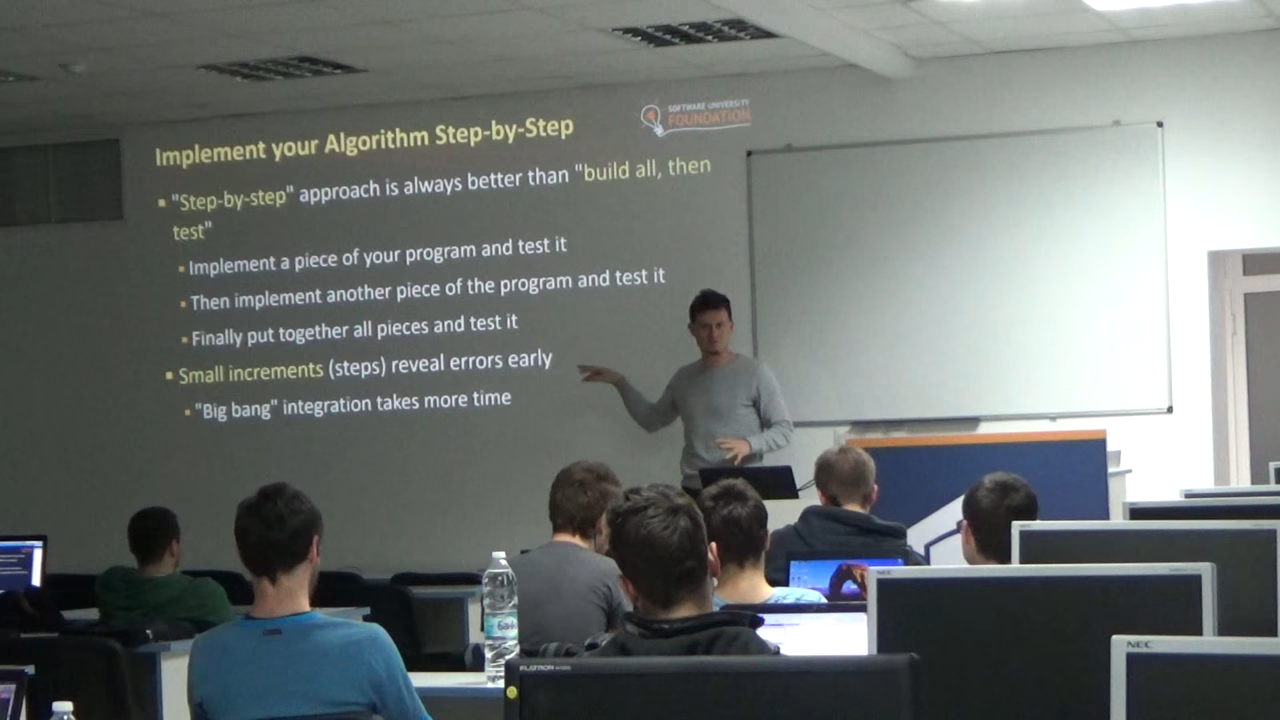 SOFTWARE UNIVERSITY
FOUNDATION
Implement your Algorithm Step-by-Step
▪ "Step-by-step" approach is always better than "build all, then
test"
▪ Implement a piece of your program and test it
▪ Then implement another piece of the program and test it
▪ Finally put together all pieces and test it
▪ Small increments (steps) reveal errors early
▪ "Big bang" integration takes more time
NEC
FLATRON
NEC